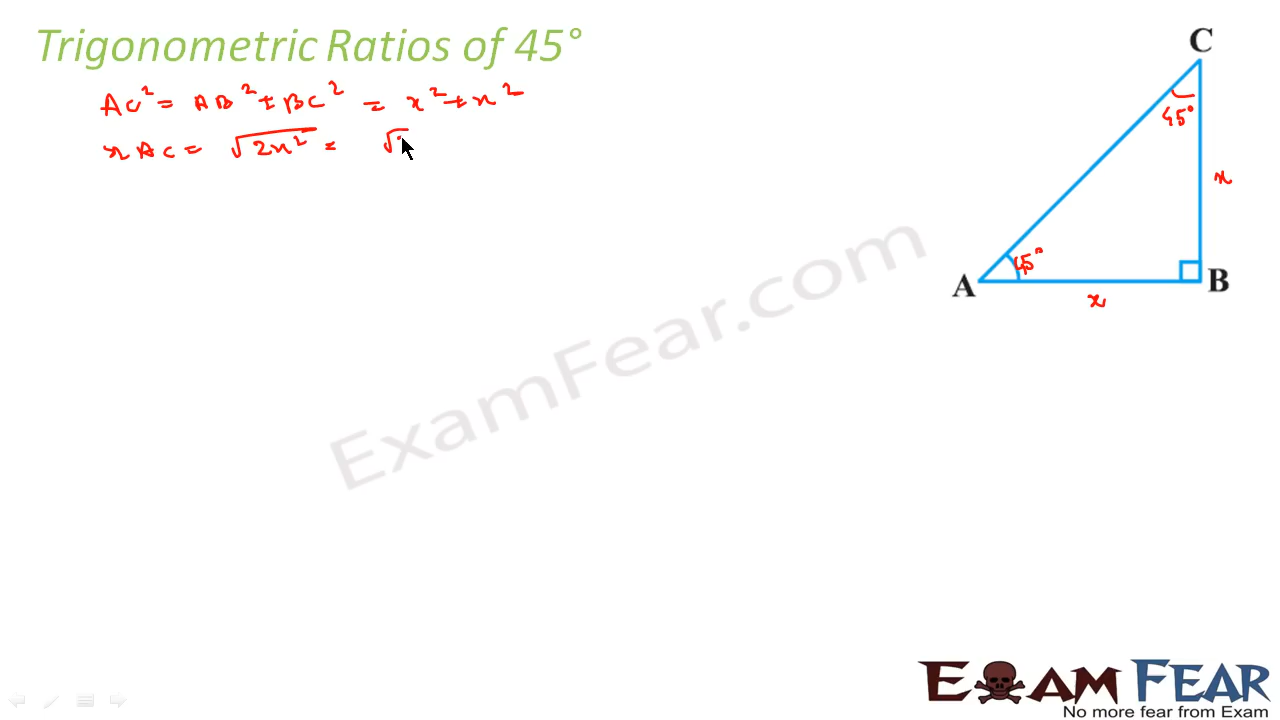 Trigonometric Ratios of 45°
AC² = AB² + BC² = x² + x²
AC = √2x² = √
C
45°
x
45°
A
B
x
ExamFear.com
EXAM FEAR
No more fear from Exam